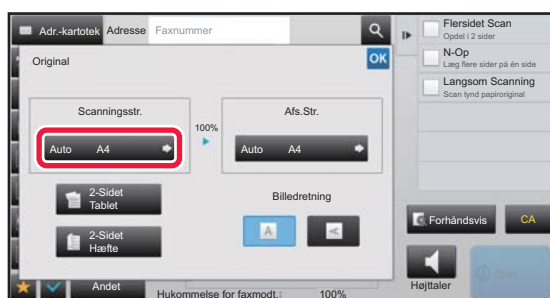 Adr.-kartotek Adresse Faxnummer
Original
OK
Scanningsstr.
Auto A4
100%
Afs.Str.
Auto A4
2-Sidet
Tablet
2-Sidet
Hæfte
Billedretning
A
A
Andet
Hukommelse for faxmodt.: 100%
Flersidet Scan
Opdel i 2 sider
N-Op
Læg flere sider på én side
Langsom Scanning
Scan tynd papiroriginal
Forhåndsvis
CA
Højttaler
Start